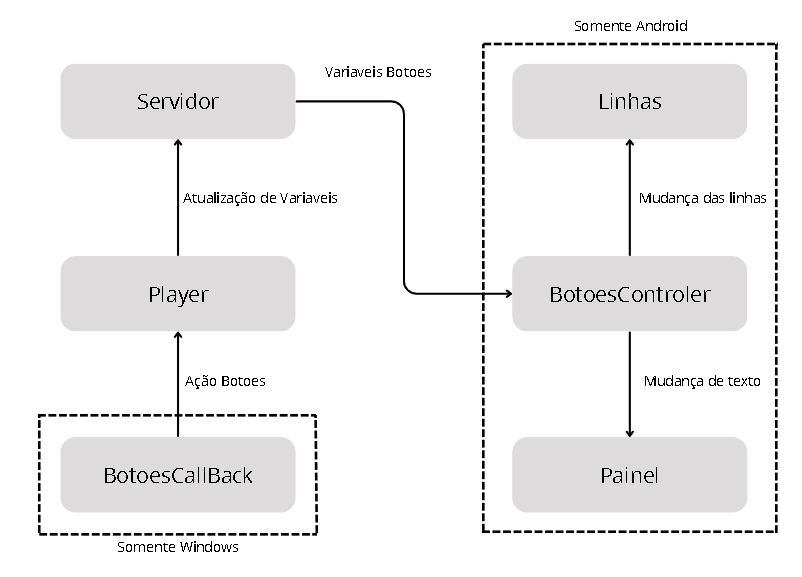 Somente Android
Variaveis Botoes
Servidor
Linhas
Atualização de Variaveis
Mudança das linhas
Player
BotoesControler
Ação Botoes
Mudança de texto
BotoesCallBack
Painel
Somente Windows